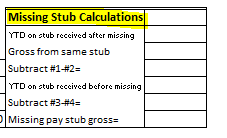 Missing Stub Calculations
YTD on stub received after missing
Gross from same stub
Subtract #1-#2=
YTD on stub received before missing
Subtract #3-#4=
Missing pay stub gross=